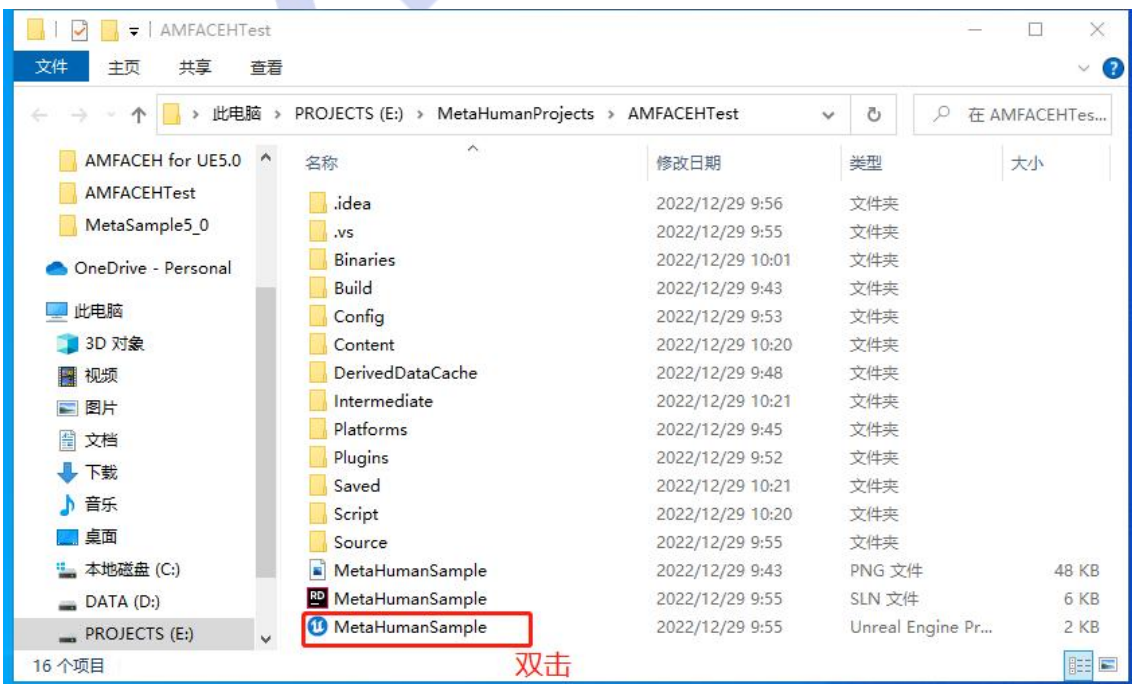 AMFACEHTest
文件 主页 共享 查看
此电脑 PROJECTS (E:) MetaHumanProjects AMFACEHTest 在 AMFACEHTes...
AMFACEH for UE5.0
AMFACEHTest
MetaSample5_0
OneDrive - Personal
此电脑
3D 对象
视频
图片
文档
下载
音乐
桌面
本地磁盘 (C:)
DATA (D:)
PROJECTS (E:)
名称 修改日期 类型 大小
.idea 2022/12/29 9:56 文件夹
.vs 2022/12/29 9:55 文件夹
Binaries 2022/12/29 10:01 文件夹
Build 2022/12/29 9:43 文件夹
Config 2022/12/29 9:53 文件夹
Content 2022/12/29 10:20 文件夹
DerivedDataCache 2022/12/29 9:48 文件夹
Intermediate 2022/12/29 10:21 文件夹
Platforms 2022/12/29 9:45 文件夹
Plugins 2022/12/29 9:52 文件夹
Saved 2022/12/29 10:21 文件夹
Script 2022/12/29 10:20 文件夹
Source 2022/12/29 9:55 文件夹
MetaHumanSample 2022/12/29 9:43 PNG 文件 48 KB
MetaHumanSample 2022/12/29 9:55 SLN 文件 6 KB
MetaHumanSample 2022/12/29 9:55 Unreal Engine Pr... 2 KB
双击
16 个项目